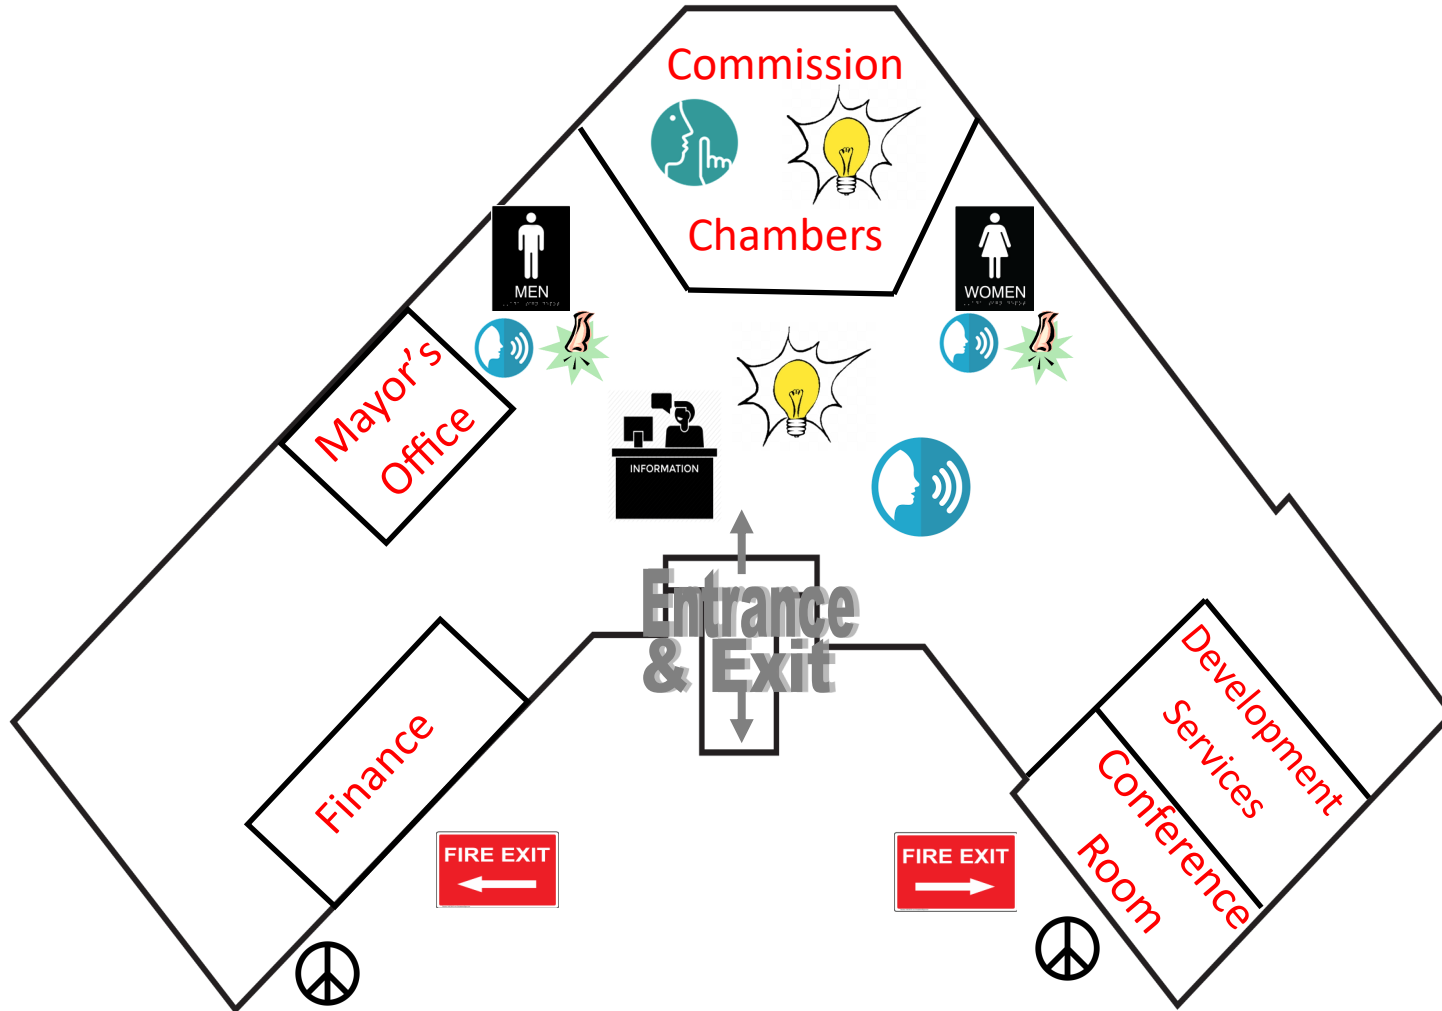 Commission
Chambers
MEN
WOMEN
Mayor's
Office
INFORMATION
Entrance
& Exit
Finance
Development
Services
Conference
Room
FIRE EXIT
FIRE EXIT